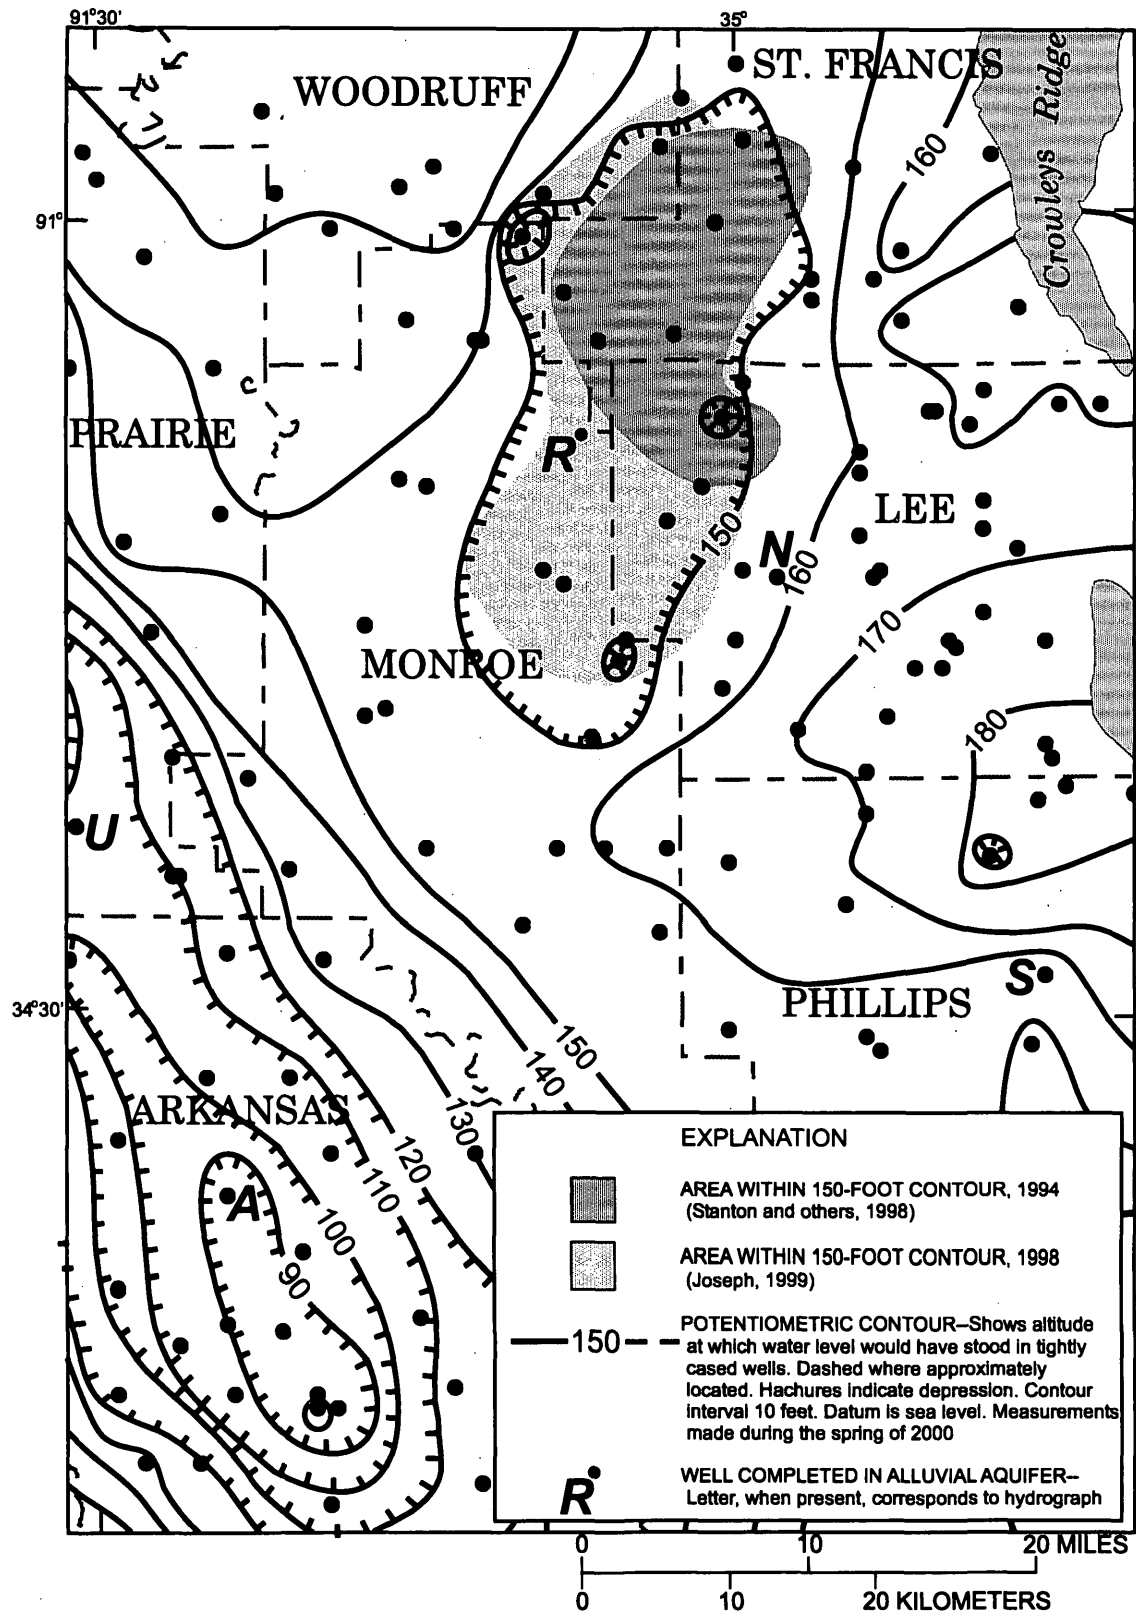 91°30'
35°
WOODRUFF
ST. FRANCIS
Crowleys Ridge
160
91°
PRAIRIE
R
LEE
150
N
160
170
MONROE
180
U
S
34°30'
PHILLIPS
150
140
130
ARKANSAS
120
110
A
100
90
EXPLANATION
AREA WITHIN 150-FOOT CONTOUR, 1994
(Stanton and others, 1998)
AREA WITHIN 150-FOOT CONTOUR, 1998
(Joseph, 1999)
150
POTENTIOMETRIC CONTOUR--Shows altitude
at which water level would have stood in tightly
cased wells. Dashed where approximately
located. Hachures indicate depression. Contour
interval 10 feet. Datum is sea level. Measurements
made during the spring of 2000
R
WELL COMPLETED IN ALLUVIAL AQUIFER--
Letter, when present, corresponds to hydrograph
0 10 20 MILES
0 10 20 KILOMETERS